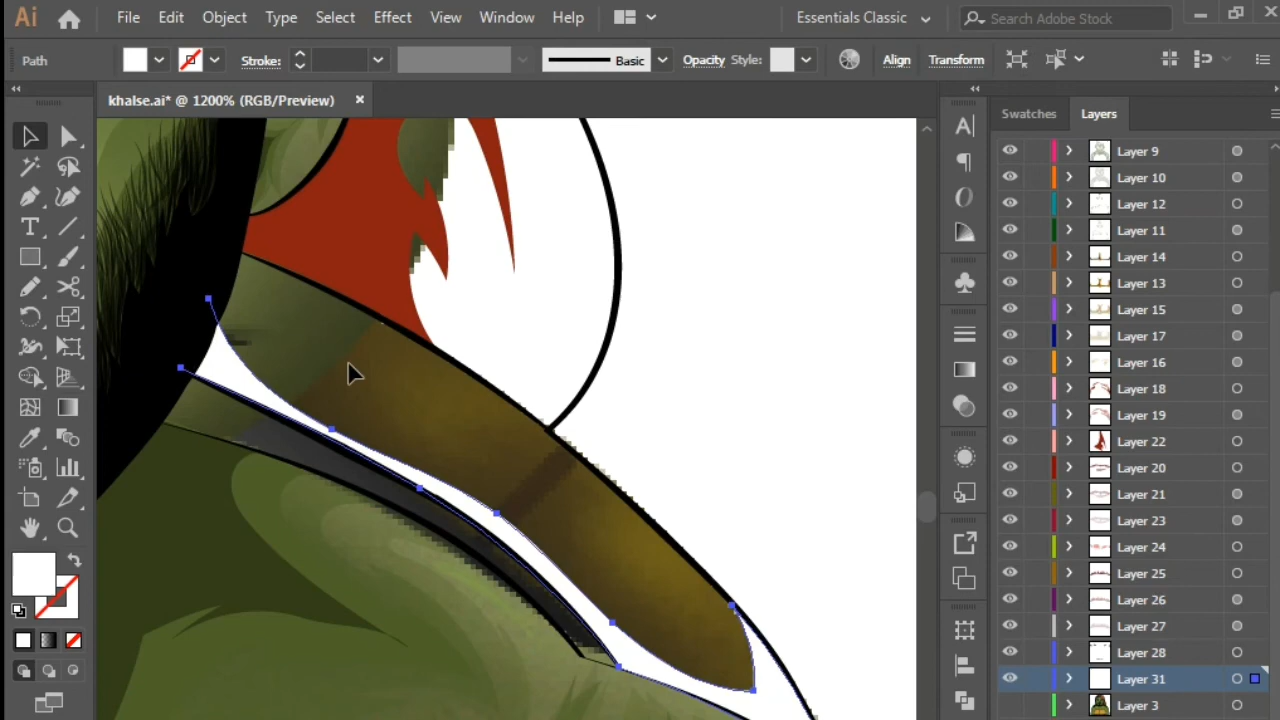 Ai File Edit Object Type Select Effect View Window Help Essentials Classic Search Adobe Stock
Path Stroke: Basic Opacity Style: Align Transform
khalse.ai* @ 1200% (RGB/Preview) ×
Swatches Layers
Layer 9
Layer 10
Layer 12
Layer 11
Layer 14
Layer 13
Layer 15
Layer 17
Layer 16
Layer 18
Layer 19
Layer 22
Layer 20
Layer 21
Layer 23
Layer 24
Layer 25
Layer 26
Layer 27
Layer 28
Layer 31
Layer 3